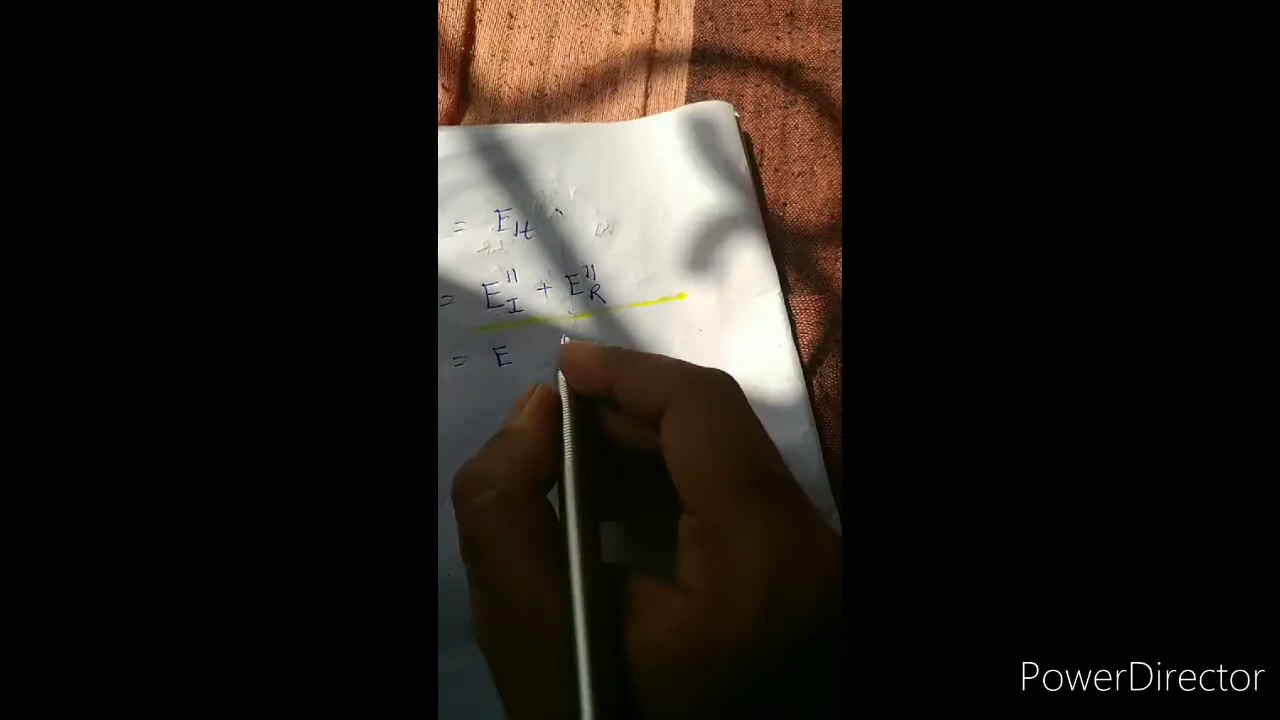 = E1t
= E"I + E"R
= E
PowerDirector